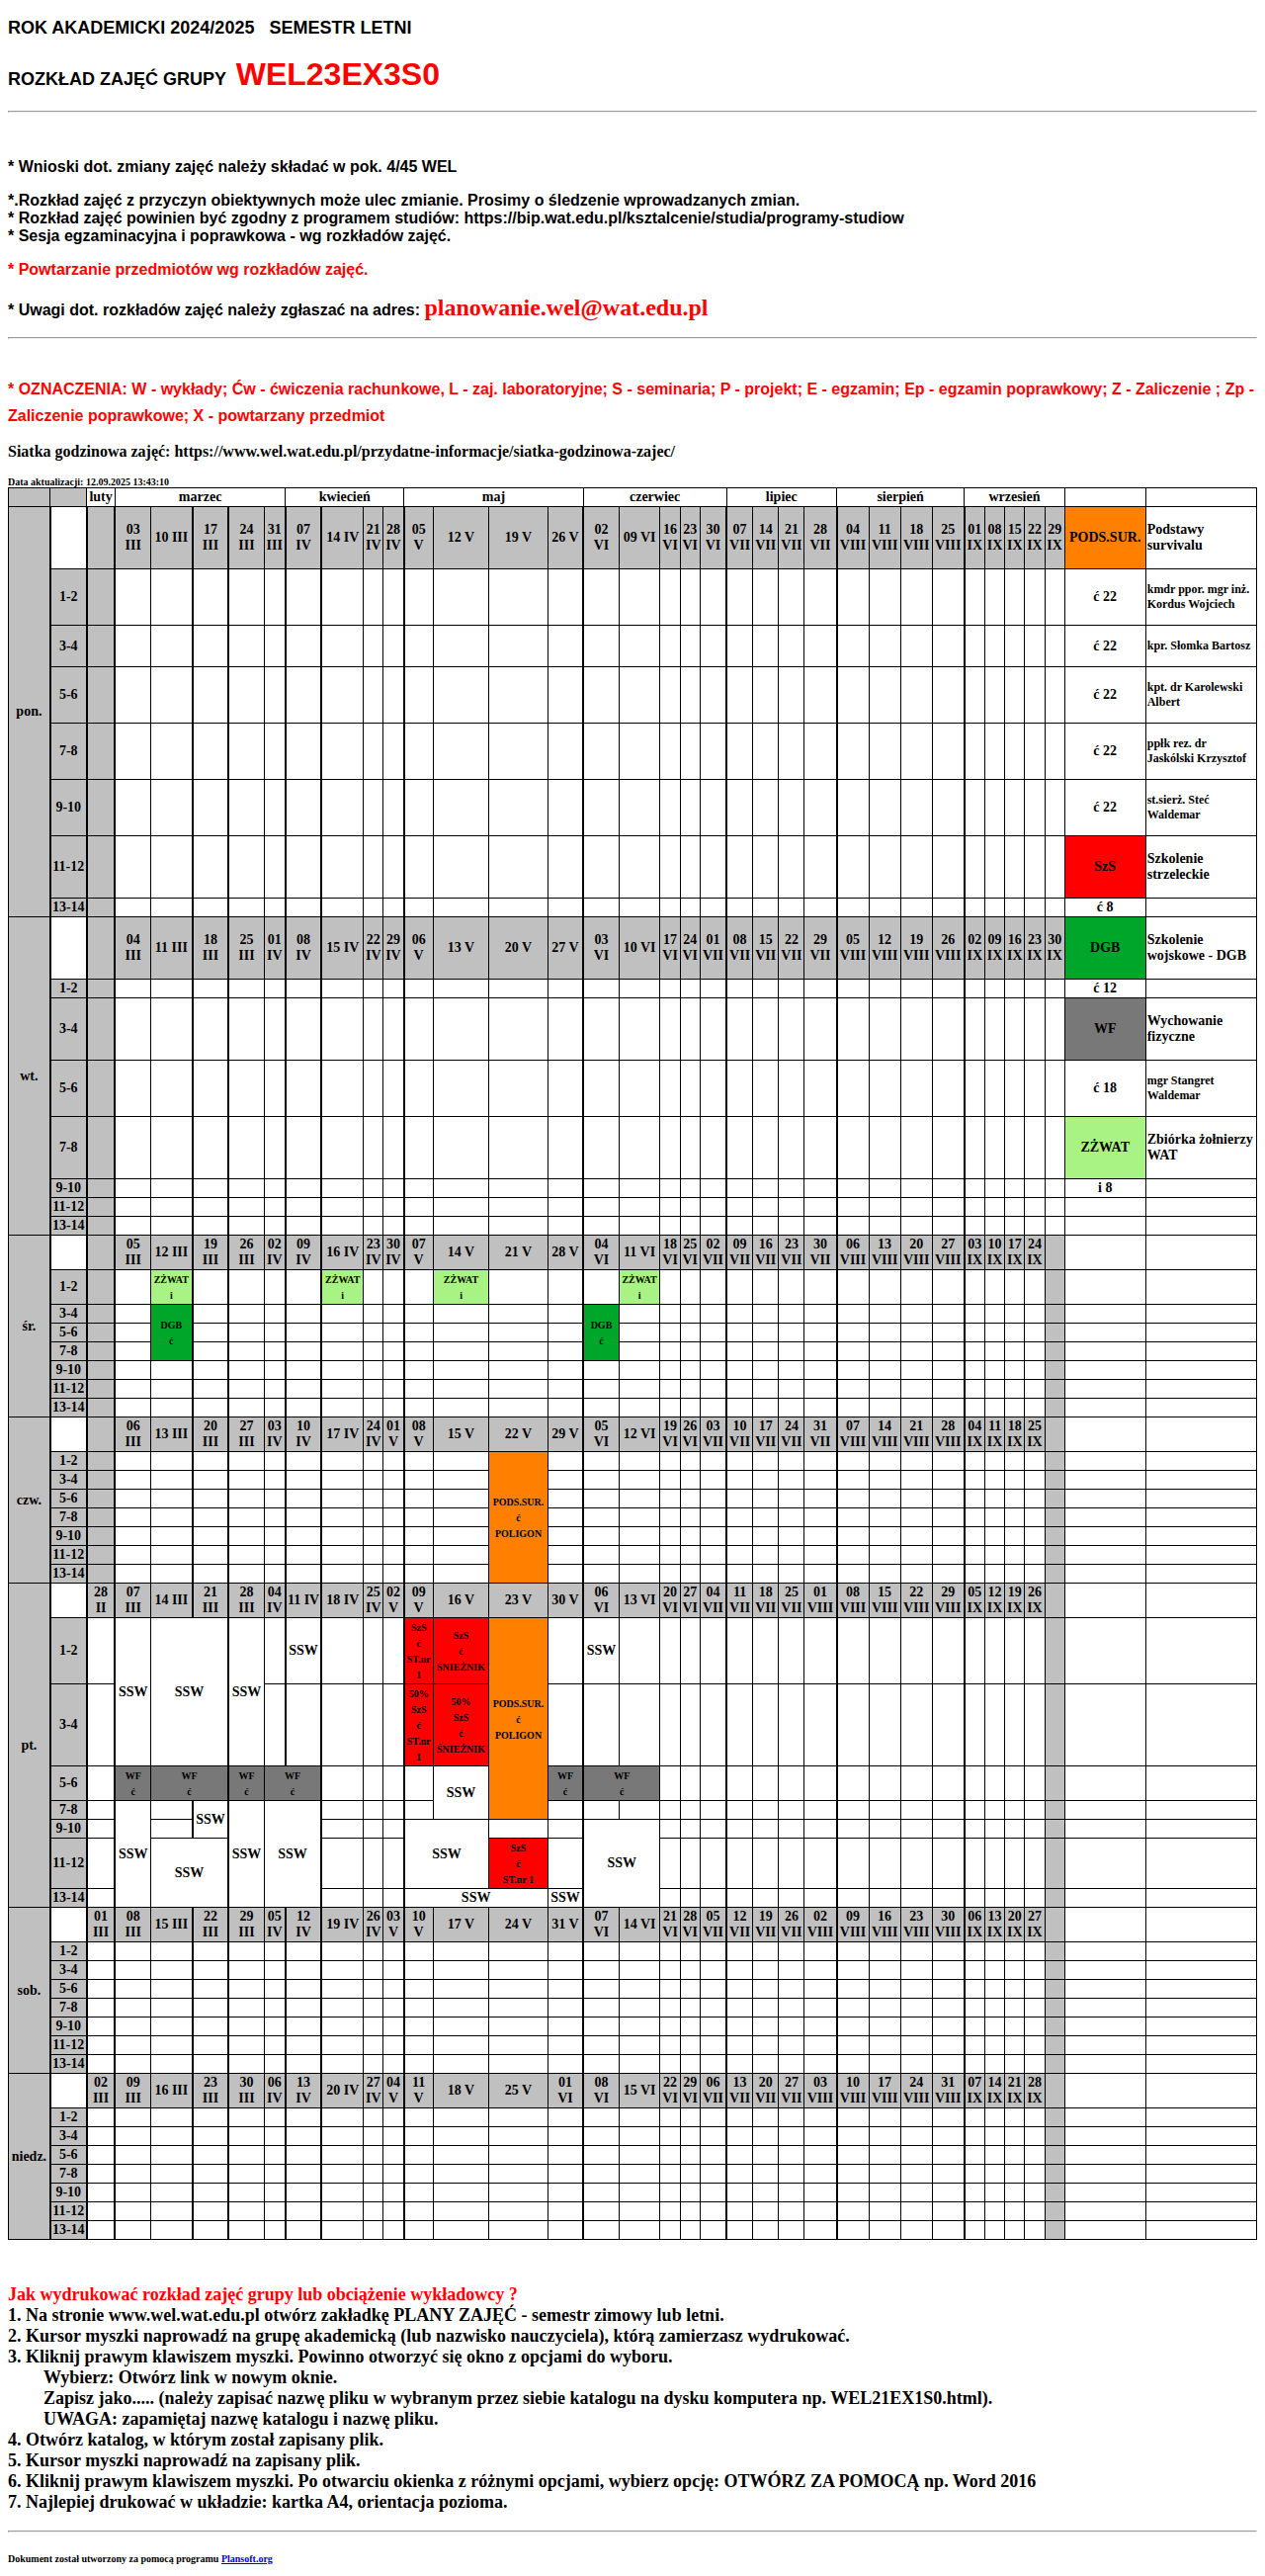 ROK AKADEMICKI 2024/2025 SEMESTR LETNI
ROZKŁAD ZAJĘĆ GRUPY WEL23EX3S0
* Wnioski dot. zmiany zajęć należy składać w pok. 4/45 WEL
*.Rozkład zajęć z przyczyn obiektywnych może ulec zmianie. Prosimy o śledzenie wprowadzanych zmian.
* Rozkład zajęć powinien być zgodny z programem studiów: https://bip.wat.edu.pl/ksztalcenie/studia/programy-studiow
* Sesja egzaminacyjna i poprawkowa - wg rozkładów zajęć.
* Powtarzanie przedmiotów wg rozkładów zajęć.
* Uwagi dot. rozkładów zajęć należy zgłaszać na adres: planowanie.wel@wat.edu.pl
* OZNACZENIA: W - wykłady; Ćw - ćwiczenia rachunkowe, L - zaj. laboratoryjne; S - seminaria; P - projekt; E - egzamin; Ep - egzamin poprawkowy; Z - Zaliczenie ; Zp -
Zaliczenie poprawkowe; X - powtarzany przedmiot
Siatka godzinowa zajęć: https://www.wel.wat.edu.pl/przydatne-informacje/siatka-godzinowa-zajec/
Data aktualizacji: 12.09.2025 13:43:10
luty marzec kwiecień maj czerwiec lipiec sierpień wrzesień
pon. 03 III 10 III 17 III 24 III 31 III 07 IV 14 IV 21 IV 28 IV 05 V 12 V 19 V 26 V 02 VI 09 VI 16 VI 23 VI 30 VI 07 VII 14 VII 21 VII 28 VII 04 VIII 11 VIII 18 VIII 25 VIII 01 IX 08 IX 15 IX 22 IX 29 IX PODS.SUR. Podstawy survivalu
1-2 ć 22 kmdr ppor. mgr inż. Kordus Wojciech
3-4 ć 22 kpr. Słomka Bartosz
5-6 ć 22 kpt. dr Karolewski Albert
7-8 ć 22 ppłk rez. dr Jaskólski Krzysztof
9-10 ć 22 st.sierż. Steć Waldemar
11-12 SzS Szkolenie strzeleckie
13-14 ć 8
wt. 04 III 11 III 18 III 25 III 01 IV 08 IV 15 IV 22 IV 29 IV 06 V 13 V 20 V 27 V 03 VI 10 VI 17 VI 24 VI 01 VII 08 VII 15 VII 22 VII 29 VII 05 VIII 12 VIII 19 VIII 26 VIII 02 IX 09 IX 16 IX 23 IX 30 IX DGB Szkolenie wojskowe - DGB
1-2 ć 12
3-4 WF Wychowanie fizyczne
5-6 ć 18 mgr Stangret Waldemar
7-8 ZŻWAT Zbiórka żołnierzy WAT
9-10 i 8
11-12
13-14
śr. 05 III 12 III 19 III 26 III 02 IV 09 IV 16 IV 23 IV 30 IV 07 V 14 V 21 V 28 V 04 VI 11 VI 18 VI 25 VI 02 VII 09 VII 16 VII 23 VII 30 VII 06 VIII 13 VIII 20 VIII 27 VIII 03 IX 10 IX 17 IX 24 IX
1-2 ZŻWAT i ZŻWAT i ZŻWAT i ZŻWAT i
3-4 DGB ć DGB ć
5-6
7-8
9-10
11-12
13-14
czw. 06 III 13 III 20 III 27 III 03 IV 10 IV 17 IV 24 IV 01 V 08 V 15 V 22 V 29 V 05 VI 12 VI 19 VI 26 VI 03 VII 10 VII 17 VII 24 VII 31 VII 07 VIII 14 VIII 21 VIII 28 VIII 04 IX 11 IX 18 IX 25 IX
1-2 PODS.SUR. ć POLIGON
3-4
5-6
7-8
9-10
11-12
13-14
pt. 28 II 07 III 14 III 21 III 28 III 04 IV 11 IV 18 IV 25 IV 02 V 09 V 16 V 23 V 30 V 06 VI 13 VI 20 VI 27 VI 04 VII 11 VII 18 VII 25 VII 01 VIII 08 VIII 15 VIII 22 VIII 29 VIII 05 IX 12 IX 19 IX 26 IX
1-2 SSW SSW SSW SSW SzS ć ST.nr 1 SzS ć ŚNIEŻNIK PODS.SUR. ć POLIGON SSW
3-4 50% SzS ć ST.nr 1 50% SzS ć ŚNIEŻNIK
5-6 WF ć WF ć WF ć WF ć SSW WF ć WF ć
7-8 SSW SSW SSW SSW
9-10 SSW SSW
11-12 SSW SzS ć ST.nr 1
13-14 SSW SSW
sob. 01 III 08 III 15 III 22 III 29 III 05 IV 12 IV 19 IV 26 IV 03 V 10 V 17 V 24 V 31 V 07 VI 14 VI 21 VI 28 VI 05 VII 12 VII 19 VII 26 VII 02 VIII 09 VIII 16 VIII 23 VIII 30 VIII 06 IX 13 IX 20 IX 27 IX
1-2
3-4
5-6
7-8
9-10
11-12
13-14
niedz. 02 III 09 III 16 III 23 III 30 III 06 IV 13 IV 20 IV 27 IV 04 V 11 V 18 V 25 V 01 VI 08 VI 15 VI 22 VI 29 VI 06 VII 13 VII 20 VII 27 VII 03 VIII 10 VIII 17 VIII 24 VIII 31 VIII 07 IX 14 IX 21 IX 28 IX
1-2
3-4
5-6
7-8
9-10
11-12
13-14
Jak wydrukować rozkład zajęć grupy lub obciążenie wykładowcy ?
1. Na stronie www.wel.wat.edu.pl otwórz zakładkę PLANY ZAJĘĆ - semestr zimowy lub letni.
2. Kursor myszki naprowadź na grupę akademicką (lub nazwisko nauczyciela), którą zamierzasz wydrukować.
3. Kliknij prawym klawiszem myszki. Powinno otworzyć się okno z opcjami do wyboru.
Wybierz: Otwórz link w nowym oknie.
Zapisz jako..... (należy zapisać nazwę pliku w wybranym przez siebie katalogu na dysku komputera np. WEL21EX1S0.html).
UWAGA: zapamiętaj nazwę katalogu i nazwę pliku.
4. Otwórz katalog, w którym został zapisany plik.
5. Kursor myszki naprowadź na zapisany plik.
6. Kliknij prawym klawiszem myszki. Po otwarciu okienka z różnymi opcjami, wybierz opcję: OTWÓRZ ZA POMOCĄ np. Word 2016
7. Najlepiej drukować w układzie: kartka A4, orientacja pozioma.
Dokument został utworzony za pomocą programu Plansoft.org